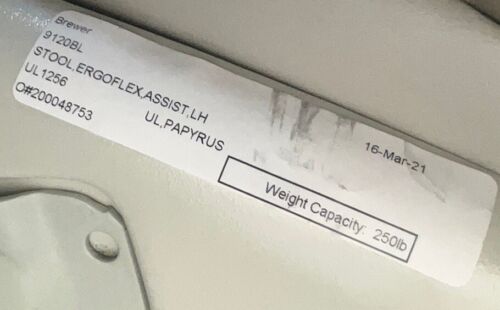 Brewer
9120BL
STOOL,ERGOFLEX,ASSIST,LH
UL1256 UL,PAPYRUS
O#200048753
16-Mar-21
Weight Capacity: 250lb